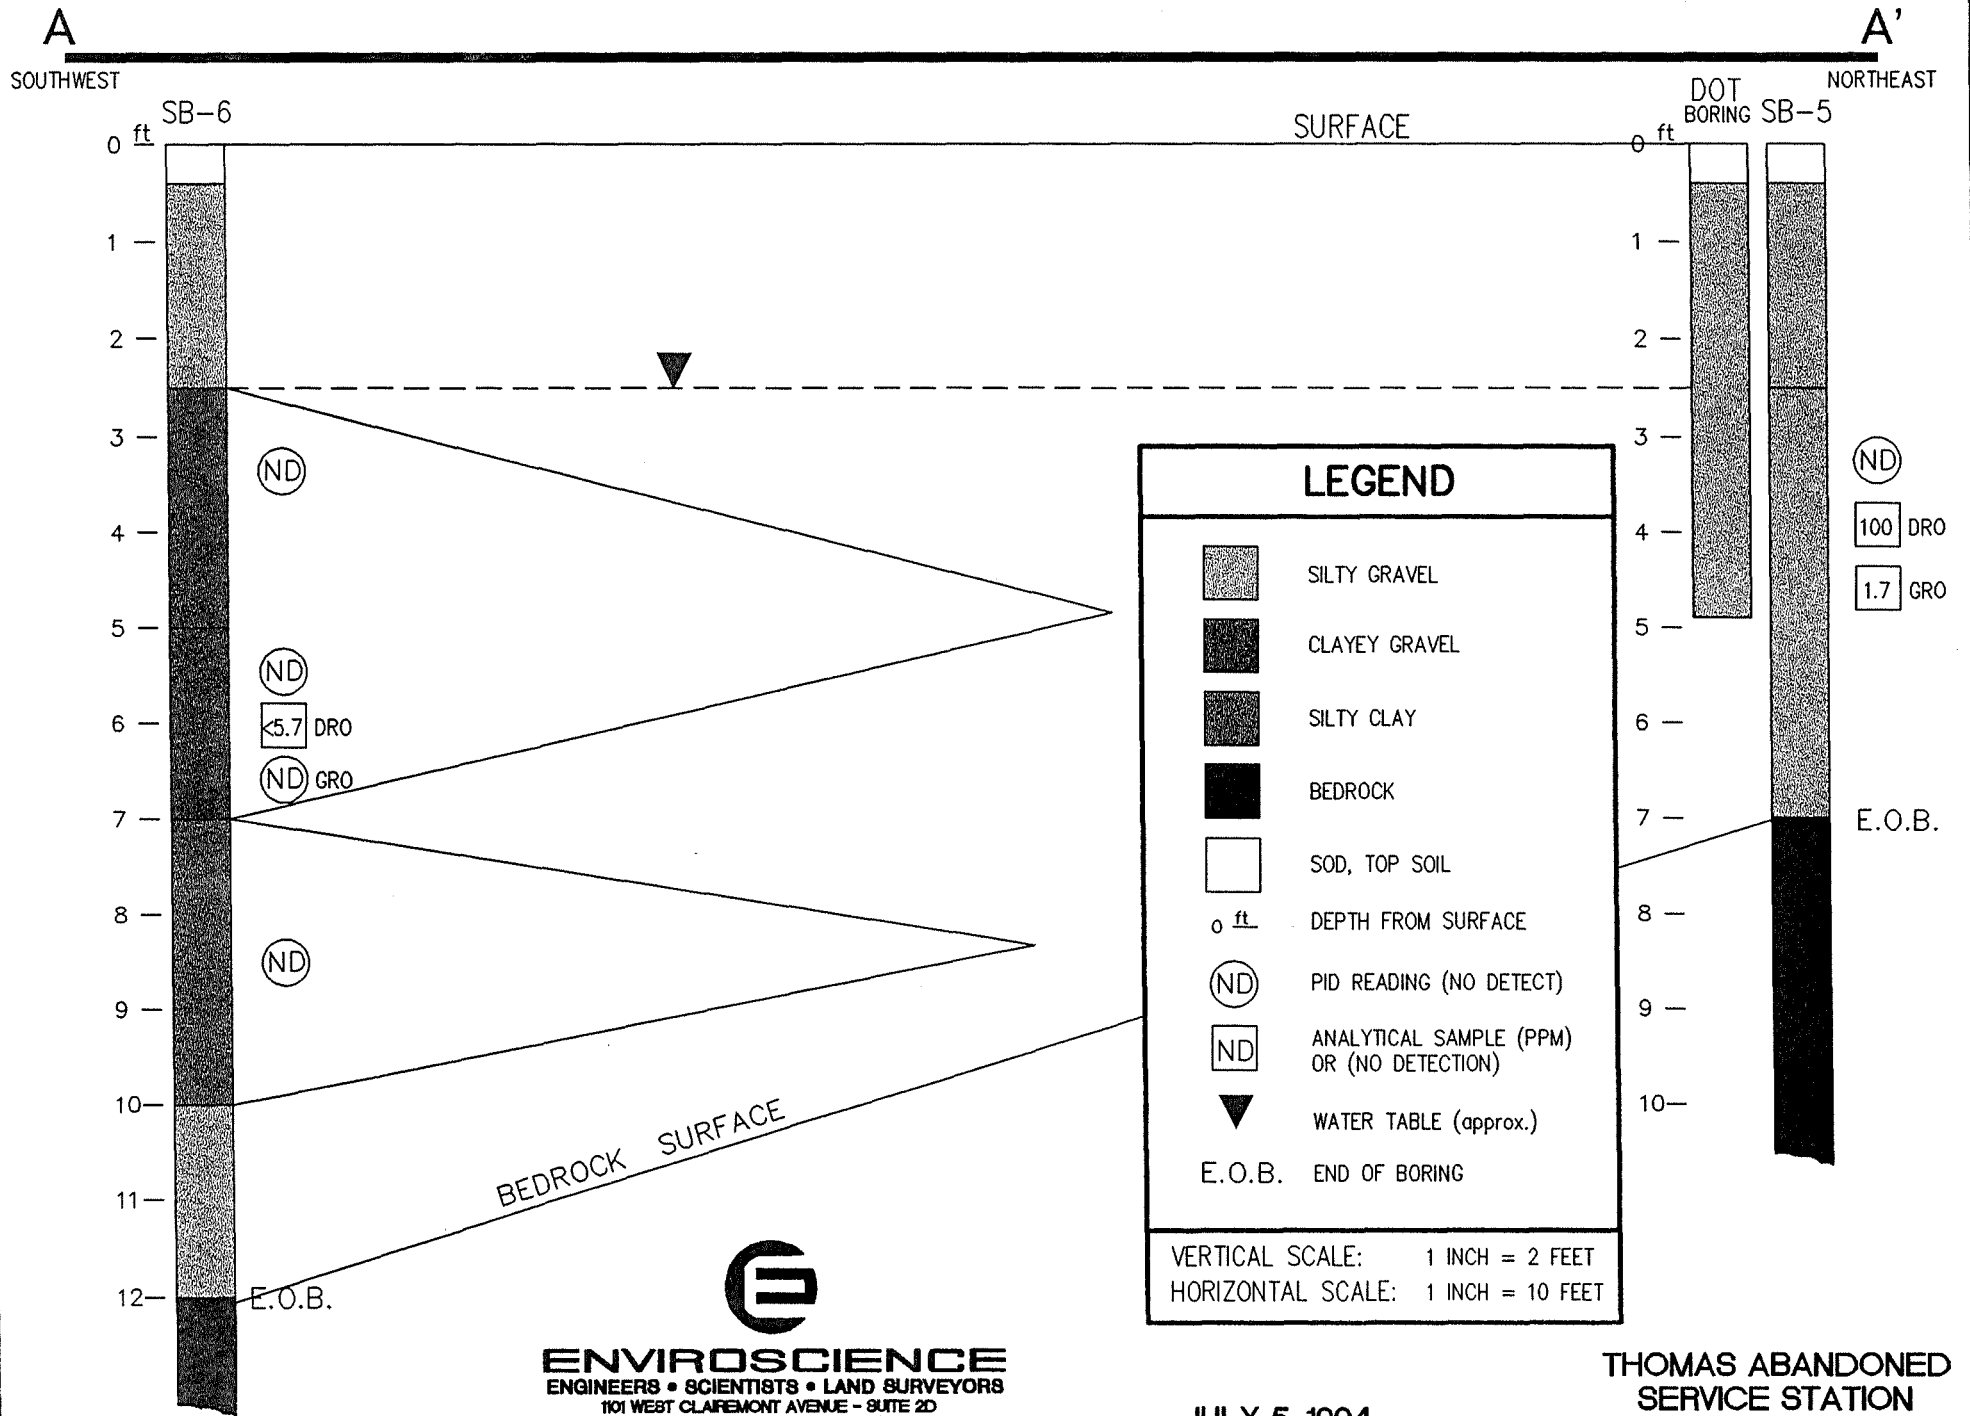 A A'
SOUTHWEST NORTHEAST
SB-6 SURFACE DOT BORING SB-5
0 ft
1
2
3
4
5
6
7
8
9
10
11
12
ND
ND
<5.7 DRO
ND GRO
ND
E.O.B.
BEDROCK SURFACE
0 ft
1
2
3
4
5
6
7
8
9
10
ND
100 DRO
1.7 GRO
E.O.B.
LEGEND
SILTY GRAVEL
CLAYEY GRAVEL
SILTY CLAY
BEDROCK
SOD, TOP SOIL
0 ft DEPTH FROM SURFACE
ND PID READING (NO DETECT)
ND ANALYTICAL SAMPLE (PPM)
OR (NO DETECTION)
WATER TABLE (approx.)
E.O.B. END OF BORING
VERTICAL SCALE: 1 INCH = 2 FEET
HORIZONTAL SCALE: 1 INCH = 10 FEET
ENVIROSCIENCE
ENGINEERS • SCIENTISTS • LAND SURVEYORS
1101 WEST CLAIREMONT AVENUE - SUITE 2D
THOMAS ABANDONED
SERVICE STATION